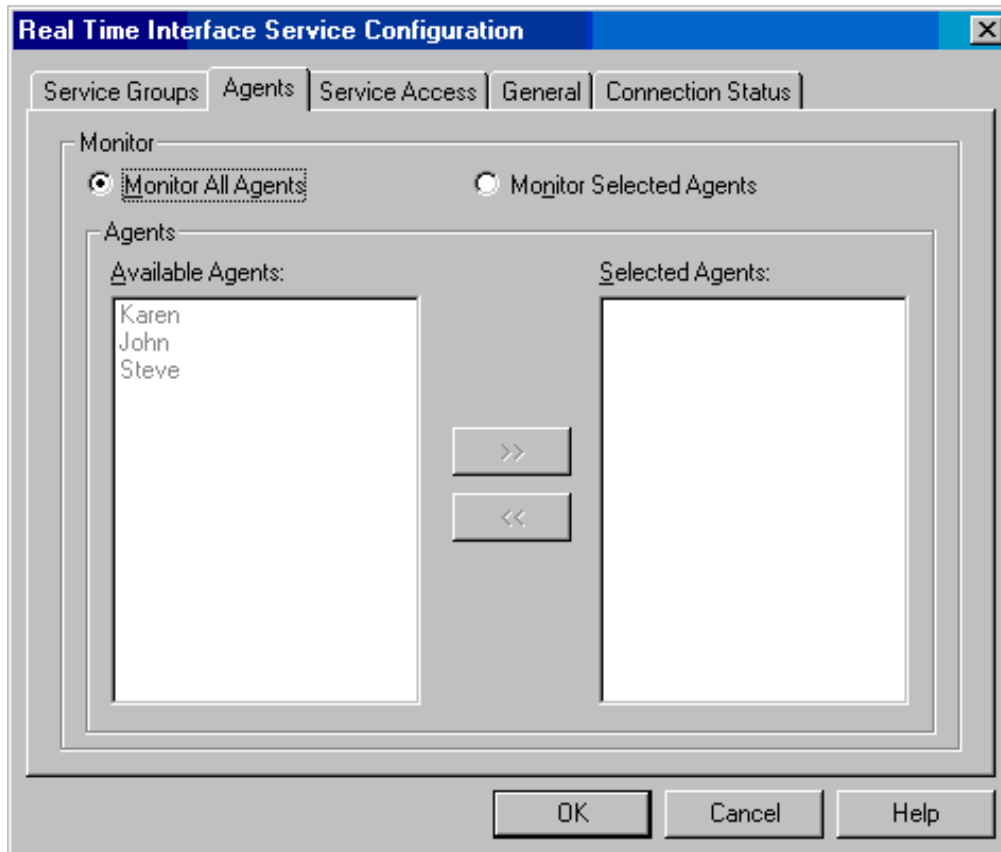 Real Time Interface Service Configuration
Service Groups Agents Service Access General Connection Status
Monitor
Monitor All Agents Monitor Selected Agents
Agents
Available Agents: Selected Agents:
Karen
John
Steve
>>
<<
OK Cancel Help